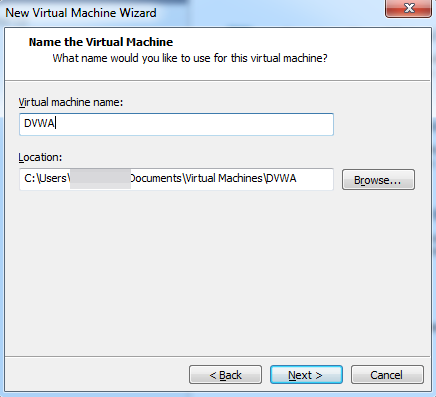 New Virtual Machine Wizard
Name the Virtual Machine
What name would you like to use for this virtual machine?
Virtual machine name:
DVWA
Location:
C:\Users\ Documents\Virtual Machines\DVWA
Browse...
< Back Next > Cancel